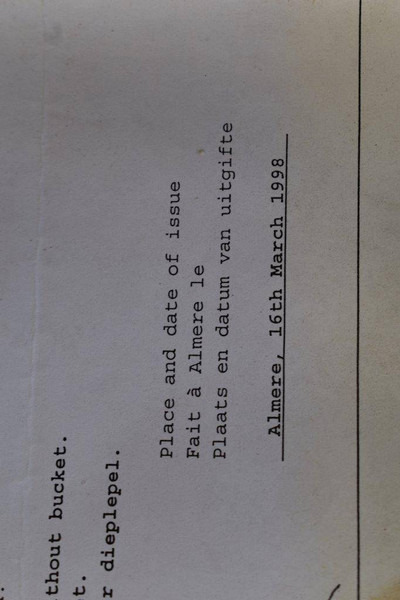 thout bucket.
t.
r dieplepel.
Place and date of issue
Fait à Almere le
Plaats en datum van uitgifte
Almere, 16th March 1998